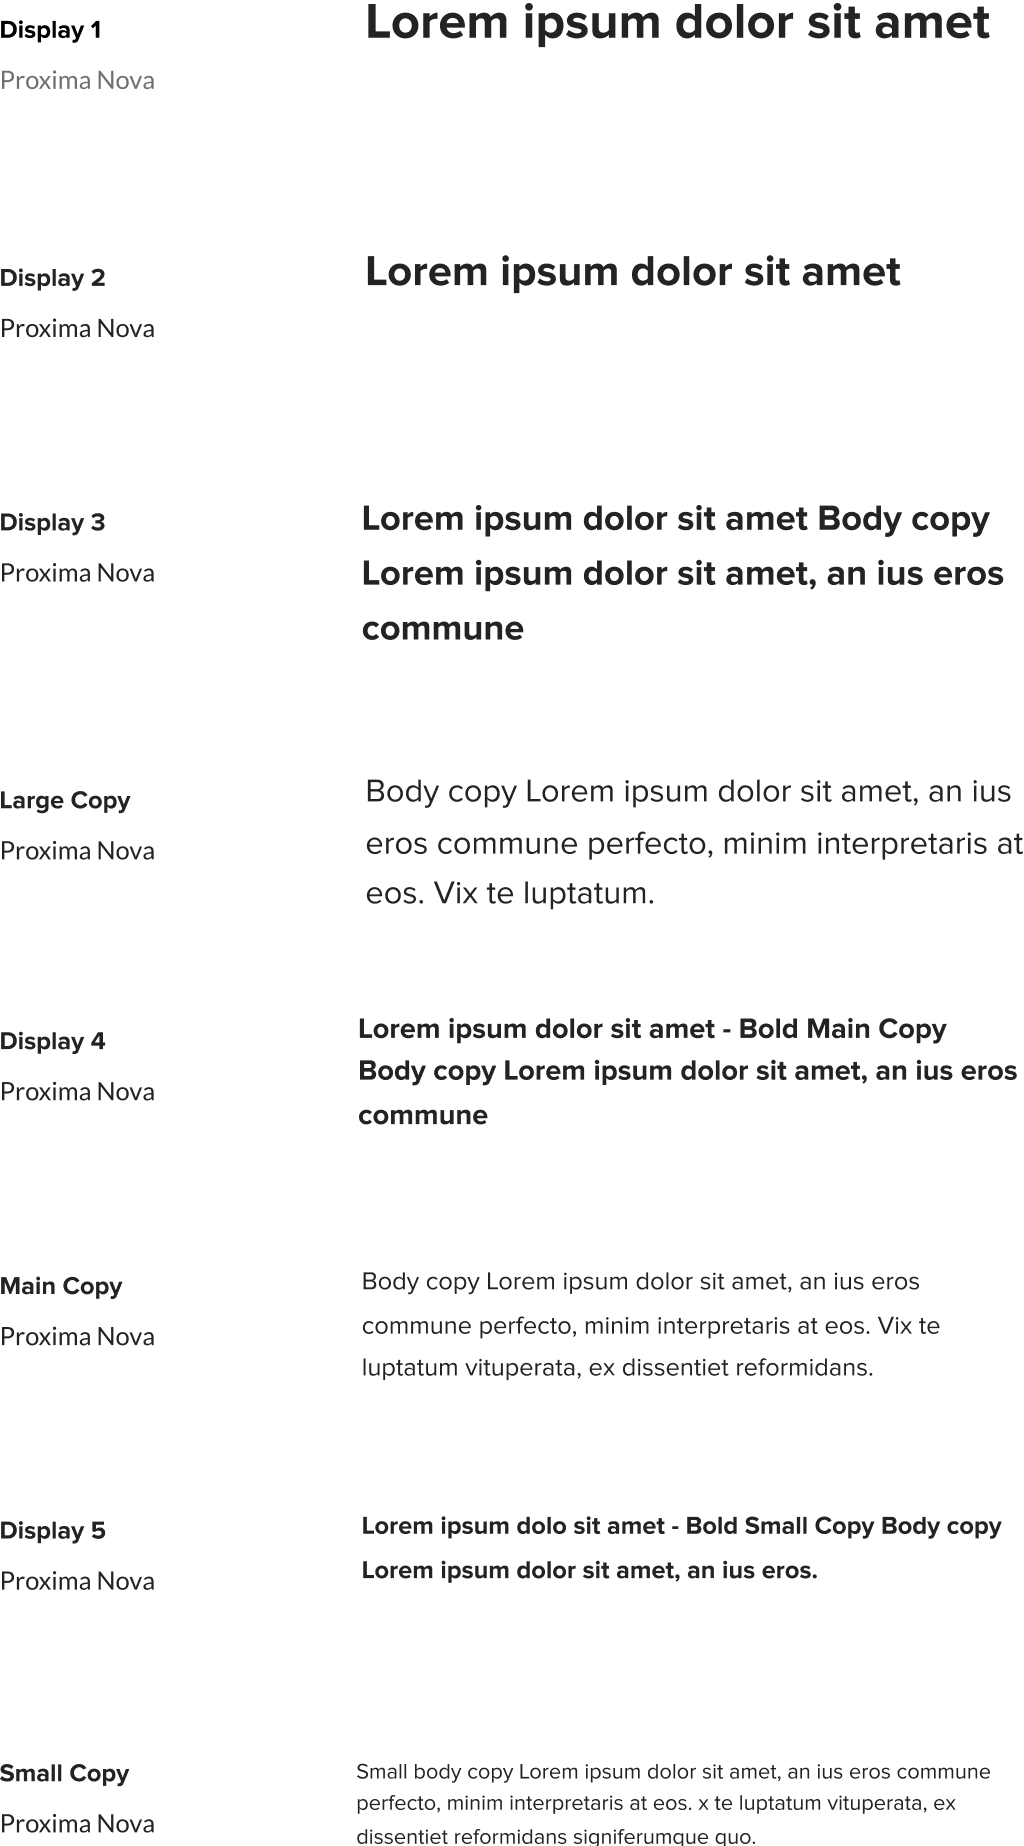 Display 1
Lorem ipsum dolor sit amet
Proxima Nova
Display 2
Lorem ipsum dolor sit amet
Proxima Nova
Display 3
Proxima Nova
Lorem ipsum dolor sit amet Body copy
Lorem ipsum dolor sit amet, an ius eros
commune
Large Copy
Proxima Nova
Body copy Lorem ipsum dolor sit amet, an ius
eros commune perfecto, minim interpretaris at
eos. Vix te luptatum.
Display 4
Proxima Nova
Lorem ipsum dolor sit amet - Bold Main Copy
Body copy Lorem ipsum dolor sit amet, an ius eros
commune
Main Copy
Proxima Nova
Body copy Lorem ipsum dolor sit amet, an ius eros
commune perfecto, minim interpretaris at eos. Vix te
luptatum vituperata, ex dissentiet reformidans.
Display 5
Proxima Nova
Lorem ipsum dolo sit amet - Bold Small Copy Body copy
Lorem ipsum dolor sit amet, an ius eros.
Small Copy
Proxima Nova
Small body copy Lorem ipsum dolor sit amet, an ius eros commune
perfecto, minim interpretaris at eos. x te luptatum vituperata, ex
dissentiet reformidans signiferumque quo.